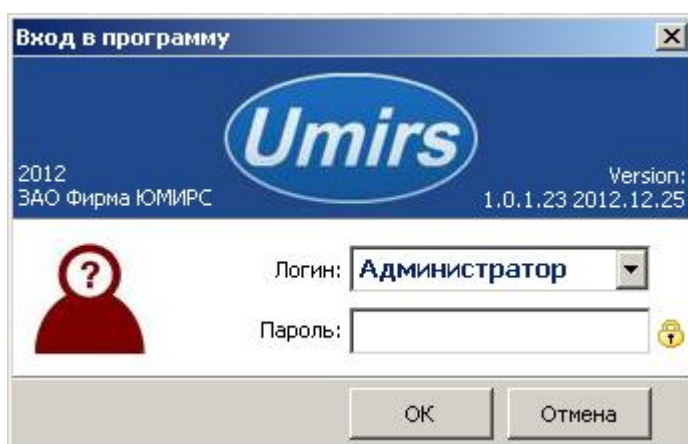 Вход в программу
Umirs
2012
ЗАО Фирма ЮМИРС
Version:
1.0.1.23 2012.12.25
?
Логин: Администратор
Пароль:
ОК
Отмена